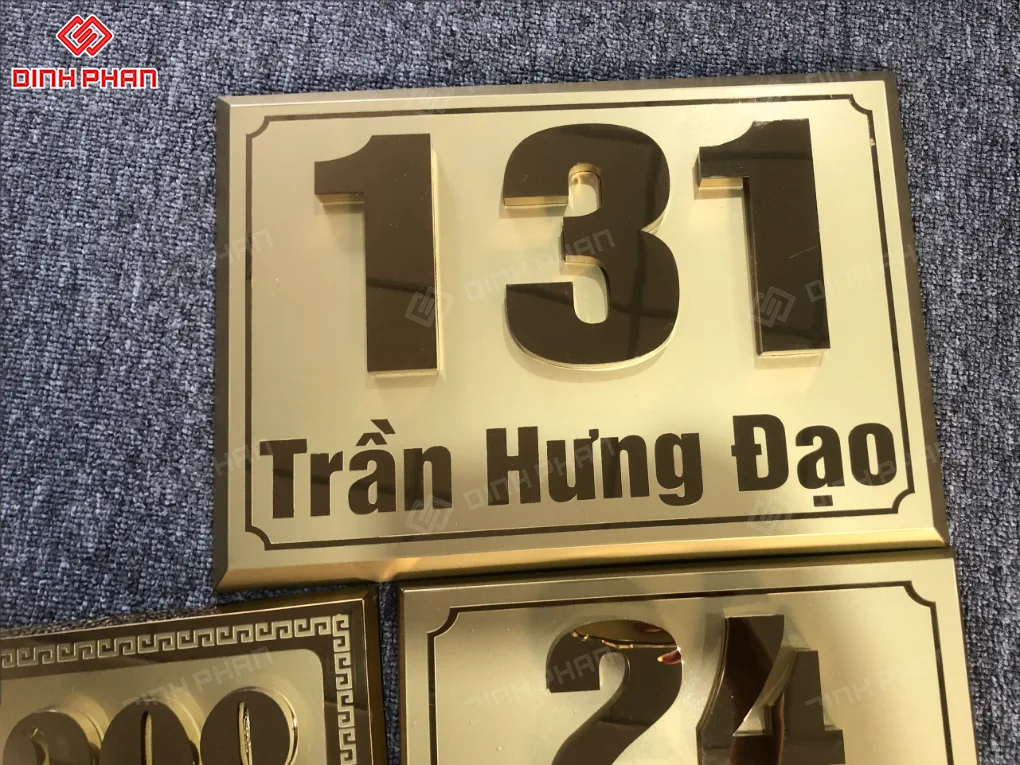 DINH PHAN
131
Trần Hưng Đạo
24